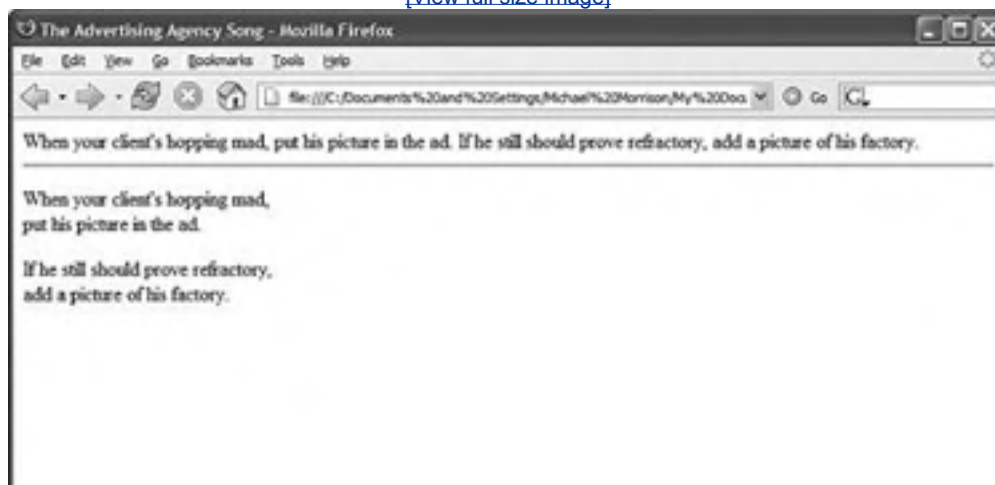 [View full size image]
The Advertising Agency Song - Mozilla Firefox
File Edit View Go Bookmarks Tools Help
file:///C:/Documents%20and%20Settings/Michael%20Morrison/My%20Doc Go
When your client's hopping mad, put his picture in the ad. If he still should prove refractory, add a picture of his factory.
When your client's hopping mad,
put his picture in the ad.
If he still should prove refractory,
add a picture of his factory.